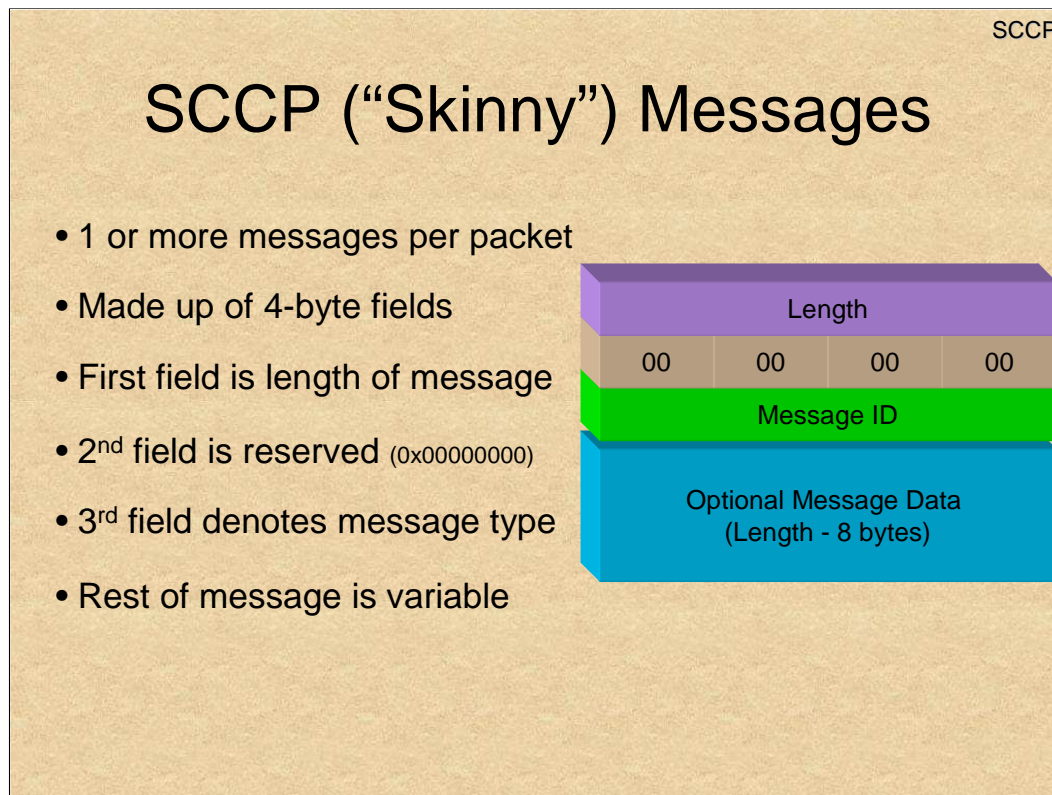 SCCP
SCCP (“Skinny”) Messages
• 1 or more messages per packet
• Made up of 4-byte fields
• First field is length of message
• 2nd field is reserved (0x00000000)
• 3rd field denotes message type
• Rest of message is variable
Length
00 00 00 00
Message ID
Optional Message Data
(Length - 8 bytes)